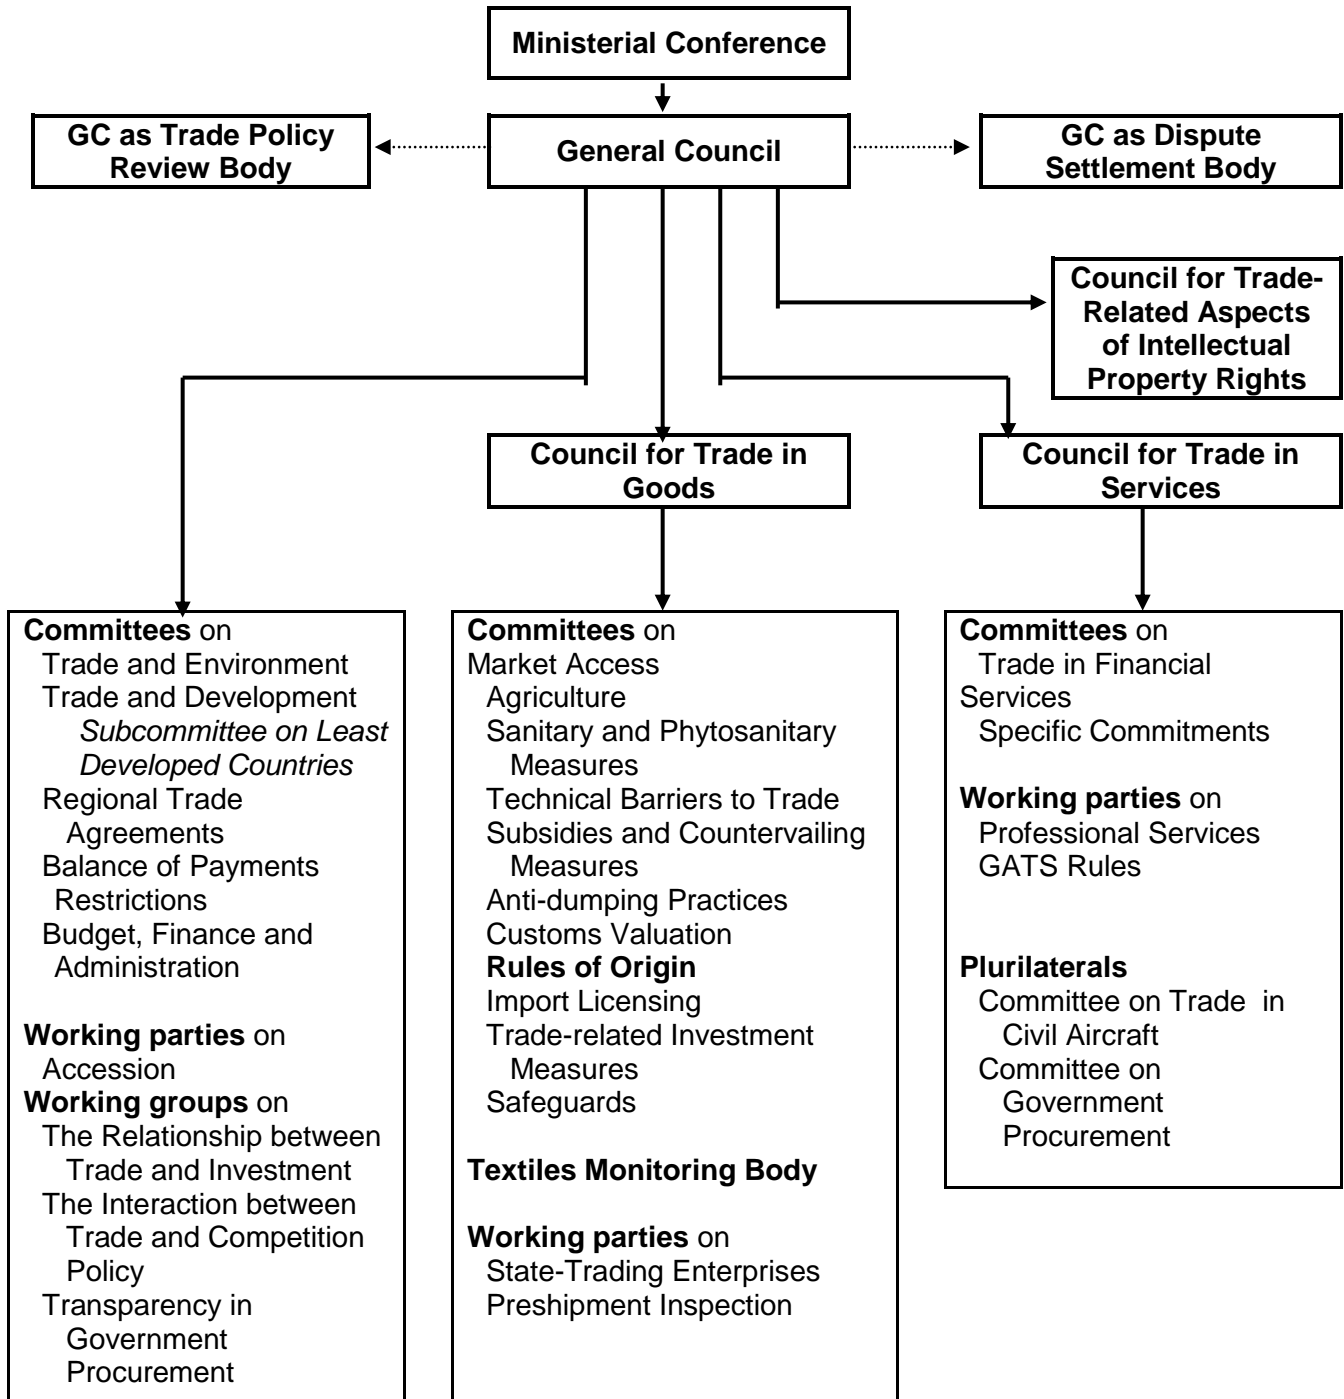 Ministerial Conference
GC as Trade Policy
Review Body
General Council
GC as Dispute
Settlement Body
Council for Trade-
Related Aspects
of Intellectual
Property Rights
Council for Trade in
Goods
Council for Trade in
Services
Committees on
Trade and Environment
Trade and Development
Subcommittee on Least
Developed Countries
Regional Trade
Agreements
Balance of Payments
Restrictions
Budget, Finance and
Administration
Working parties on
Accession
Working groups on
The Relationship between
Trade and Investment
The Interaction between
Trade and Competition
Policy
Transparency in
Government
Procurement
Committees on
Market Access
Agriculture
Sanitary and Phytosanitary
Measures
Technical Barriers to Trade
Subsidies and Countervailing
Measures
Anti-dumping Practices
Customs Valuation
Rules of Origin
Import Licensing
Trade-related Investment
Measures
Safeguards
Textiles Monitoring Body
Working parties on
State-Trading Enterprises
Preshipment Inspection
Committees on
Trade in Financial
Services
Specific Commitments
Working parties on
Professional Services
GATS Rules
Plurilaterals
Committee on Trade in
Civil Aircraft
Committee on
Government
Procurement